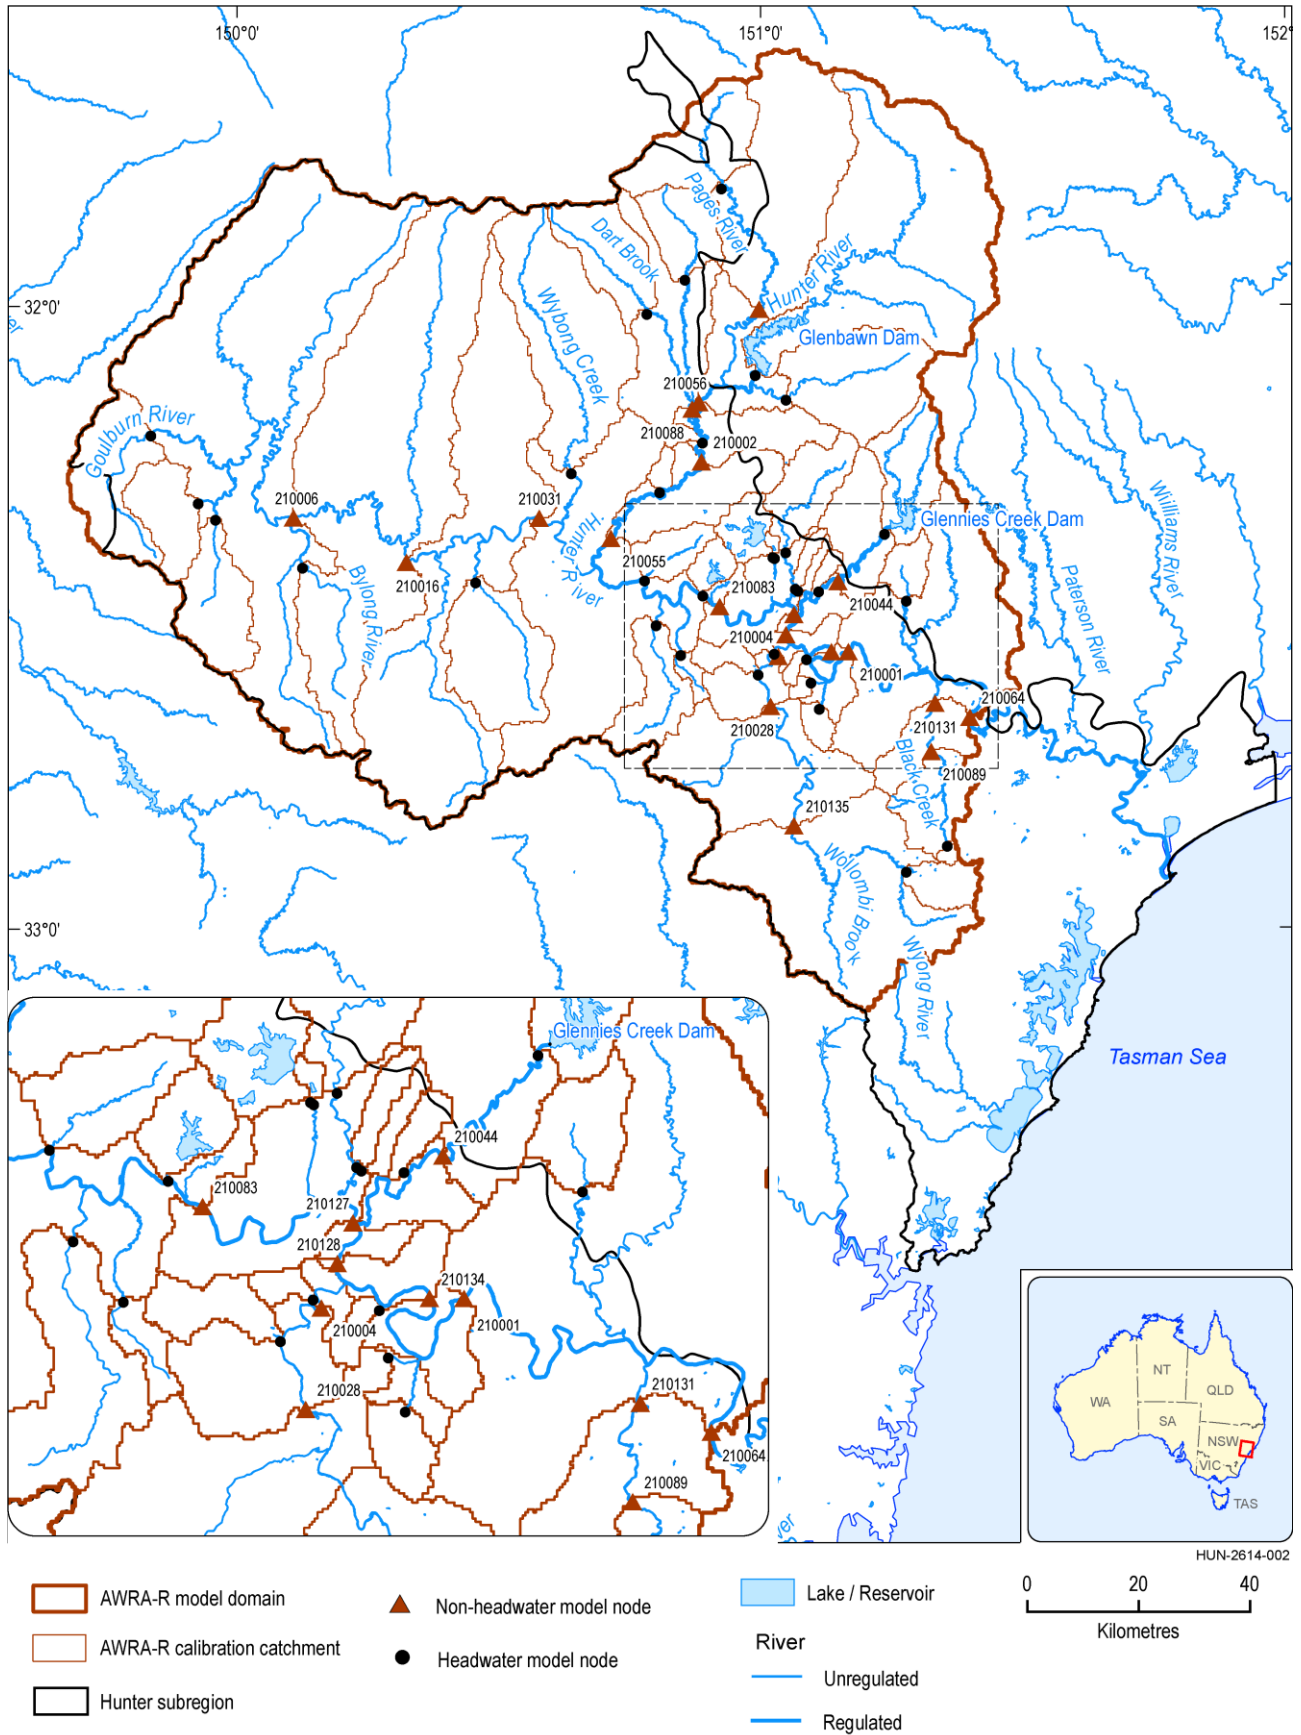 150°0'
151°0'
152°
Pages River
Dart Brook
Hunter River
32°0'
Wybong Creek
Glenbawn Dam
210056
Goulburn River
210088
210002
210006
210031
Glennies Creek Dam
Williams River
Hunter River
210055
210083
210016
210044
Bylong River
Paterson River
210004
210001
210064
210028
210131
Black Creek
210089
210135
Wollombi Brook
33°0'
Wyong River
Tasman Sea
Glennies Creek Dam
210044
210083
210127
210128
210134
210004
210001
210028
210131
210064
210089
ver
ver
WA
NT
QLD
SA
NSW
VIC
TAS
HUN-2614-002
AWRA-R model domain
AWRA-R calibration catchment
Hunter subregion
Non-headwater model node
Headwater model node
Lake / Reservoir
River
Unregulated
Regulated
0 20 40
Kilometres